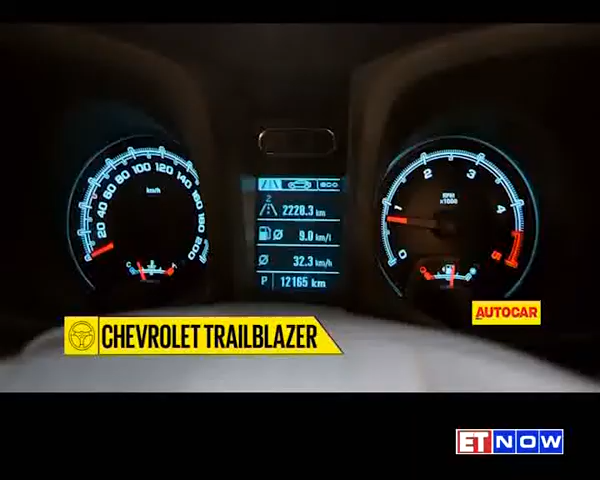 20 40 60 80 100 120 140 160 180 200
km/h
C H
eco
2
2228.3 km
9.0 km/l
32.3 km/h
P 12165 km
0 1 2 3 4 5
RPM
x1000
AUTOCAR
CHEVROLET TRAILBLAZER
ET NOW